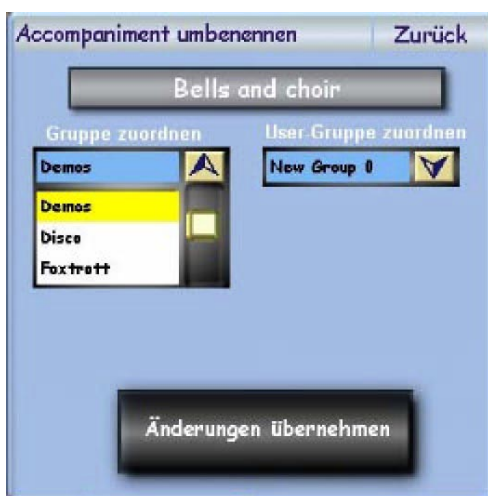 Accompaniment umbenennen Zurück
Bells and choir
Gruppe zuordnen User-Gruppe zuordnen
Demos New Group 0
Demos
Disco
Foxtrott
Änderungen übernehmen